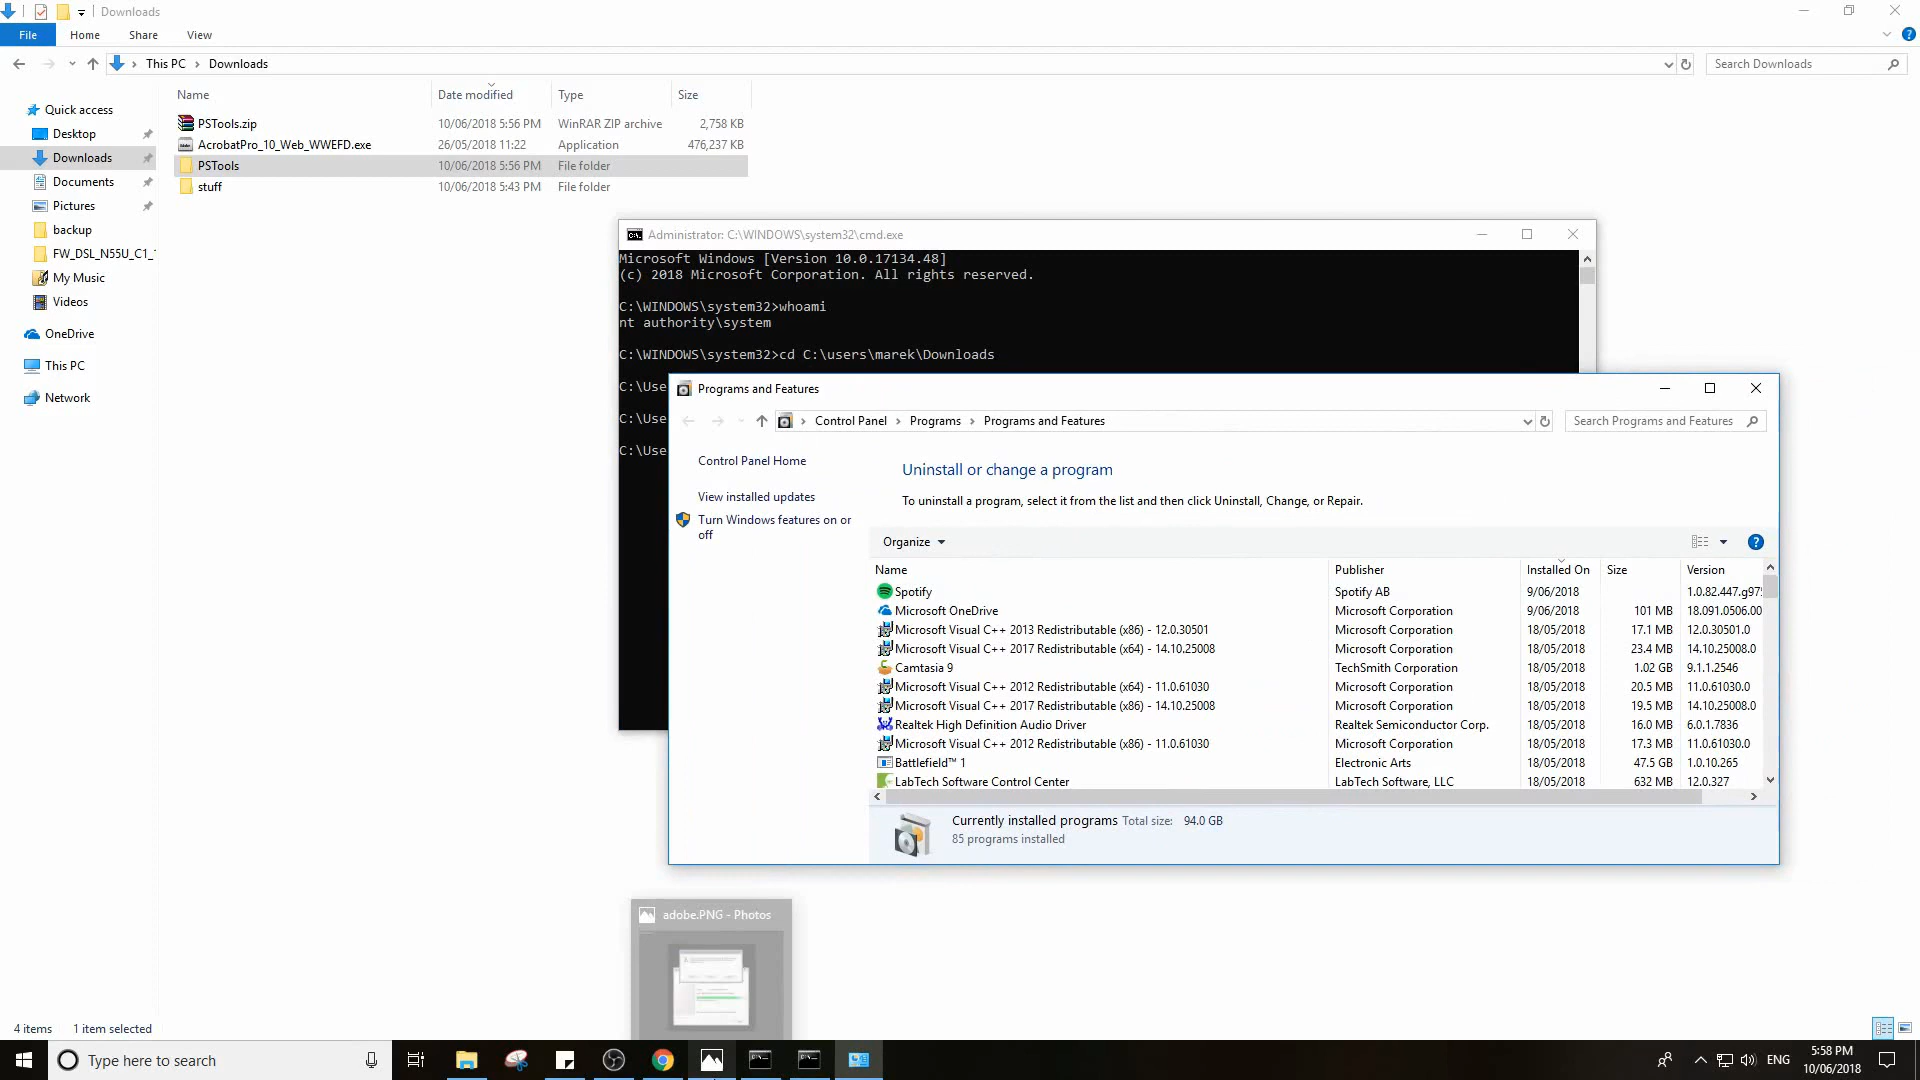 Downloads
File Home Share View
This PC Downloads
Search Downloads
Name Date modified Type Size
PSTools.zip 10/06/2018 5:56 PM WinRAR ZIP archive 2,758 KB
AcrobatPro_10_Web_WWEFD.exe 26/05/2018 11:22 Application 476,237 KB
PSTools 10/06/2018 5:56 PM File folder
stuff 10/06/2018 5:43 PM File folder
Quick access
Desktop
Downloads
Documents
Pictures
backup
FW_DSL_N55U_C1_
My Music
Videos
OneDrive
This PC
Network
Administrator: C:\WINDOWS\system32\cmd.exe
Microsoft Windows [Version 10.0.17134.48]
(c) 2018 Microsoft Corporation. All rights reserved.
C:\WINDOWS\system32>whoami
nt authority\system
C:\WINDOWS\system32>cd C:\users\marek\Downloads
C:\Use
C:\Use
C:\Use
Programs and Features
Control Panel Programs Programs and Features
Search Programs and Features
Control Panel Home
View installed updates
Turn Windows features on or
off
Uninstall or change a program
To uninstall a program, select it from the list and then click Uninstall, Change, or Repair.
Organize
Name Publisher Installed On Size Version
Spotify Spotify AB 9/06/2018 1.0.82.447.g97
Microsoft OneDrive Microsoft Corporation 9/06/2018 101 MB 18.091.0506.00
Microsoft Visual C++ 2013 Redistributable (x86) - 12.0.30501 Microsoft Corporation 18/05/2018 17.1 MB 12.0.30501.0
Microsoft Visual C++ 2017 Redistributable (x64) - 14.10.25008 Microsoft Corporation 18/05/2018 23.4 MB 14.10.25008.0
Camtasia 9 TechSmith Corporation 18/05/2018 1.02 GB 9.1.1.2546
Microsoft Visual C++ 2012 Redistributable (x64) - 11.0.61030 Microsoft Corporation 18/05/2018 20.5 MB 11.0.61030.0
Microsoft Visual C++ 2017 Redistributable (x86) - 14.10.25008 Microsoft Corporation 18/05/2018 19.5 MB 14.10.25008.0
Realtek High Definition Audio Driver Realtek Semiconductor Corp. 18/05/2018 16.0 MB 6.0.1.7836
Microsoft Visual C++ 2012 Redistributable (x86) - 11.0.61030 Microsoft Corporation 18/05/2018 17.3 MB 11.0.61030.0
Battlefield™ 1 Electronic Arts 18/05/2018 47.5 GB 1.0.10.265
LabTech Software Control Center LabTech Software, LLC 18/05/2018 632 MB 12.0.327
Currently installed programs Total size: 94.0 GB
85 programs installed
adobe.PNG - Photos
4 items 1 item selected
Type here to search
ENG
5:58 PM
10/06/2018